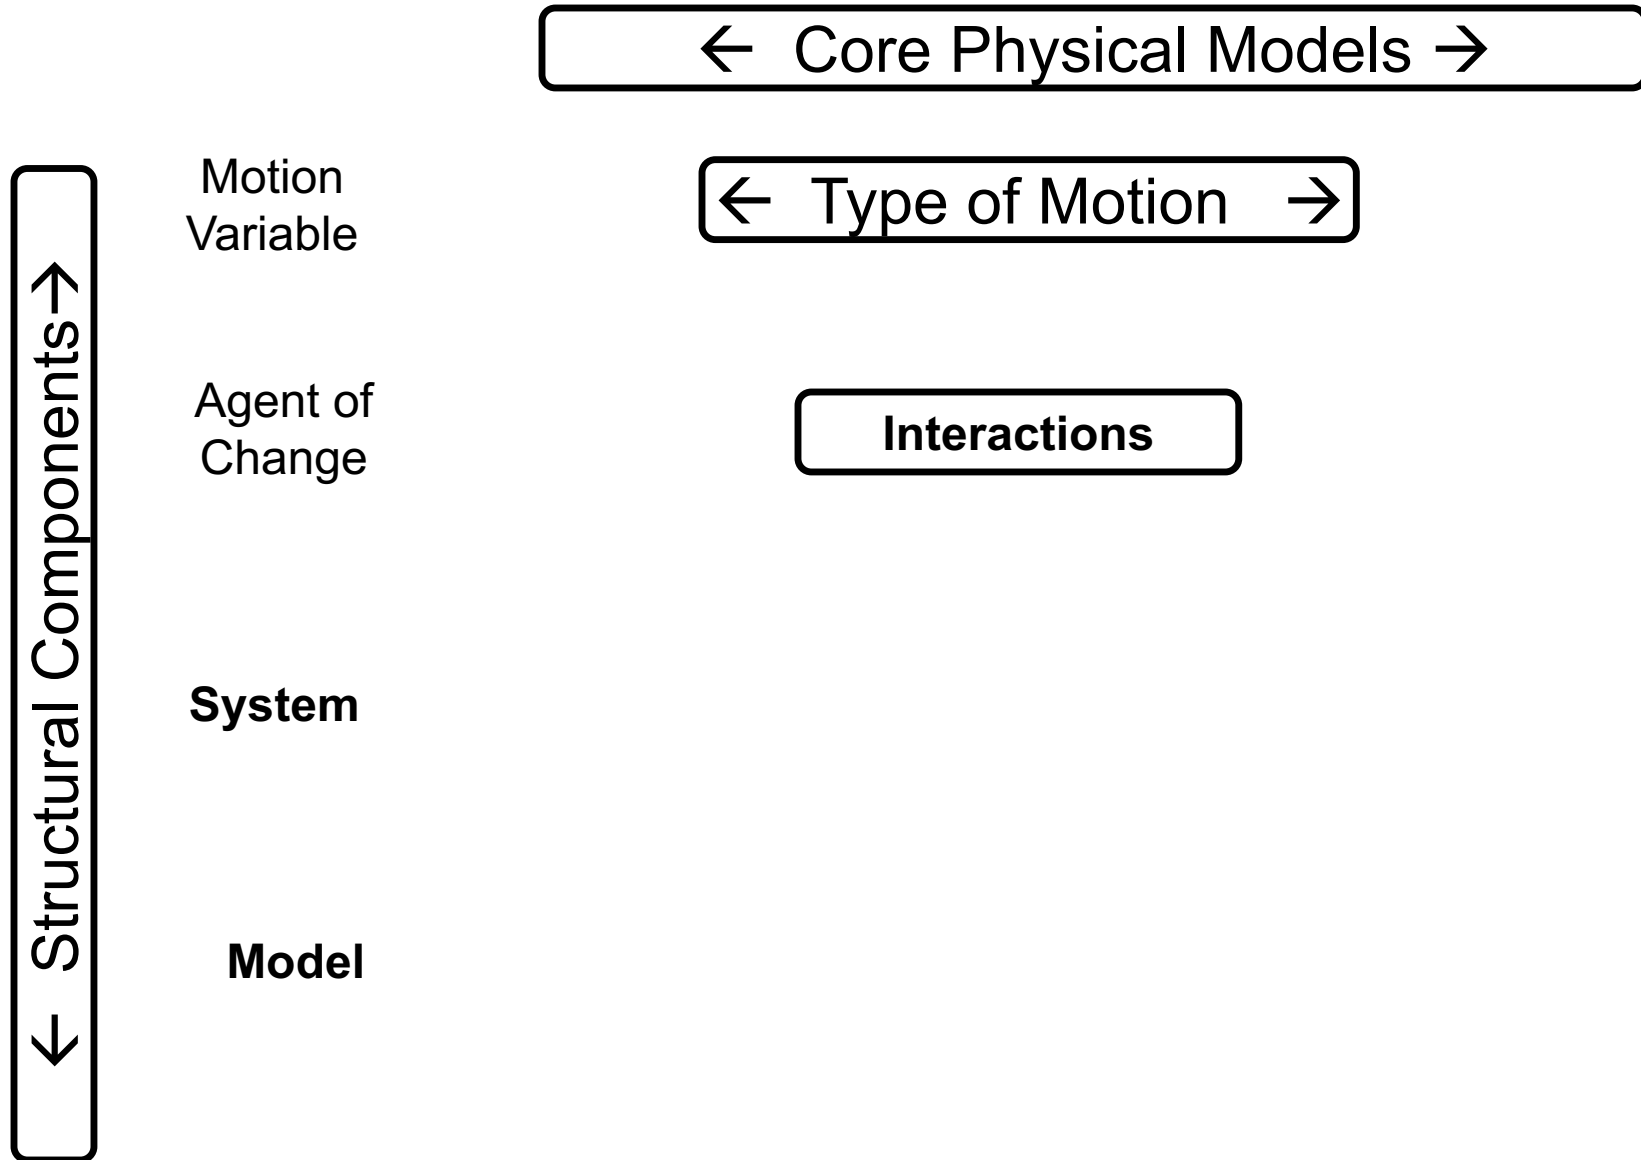 ← Core Physical Models →
Motion
Variable
← Type of Motion →
← Structural Components→
Agent of
Change
Interactions
System
Model